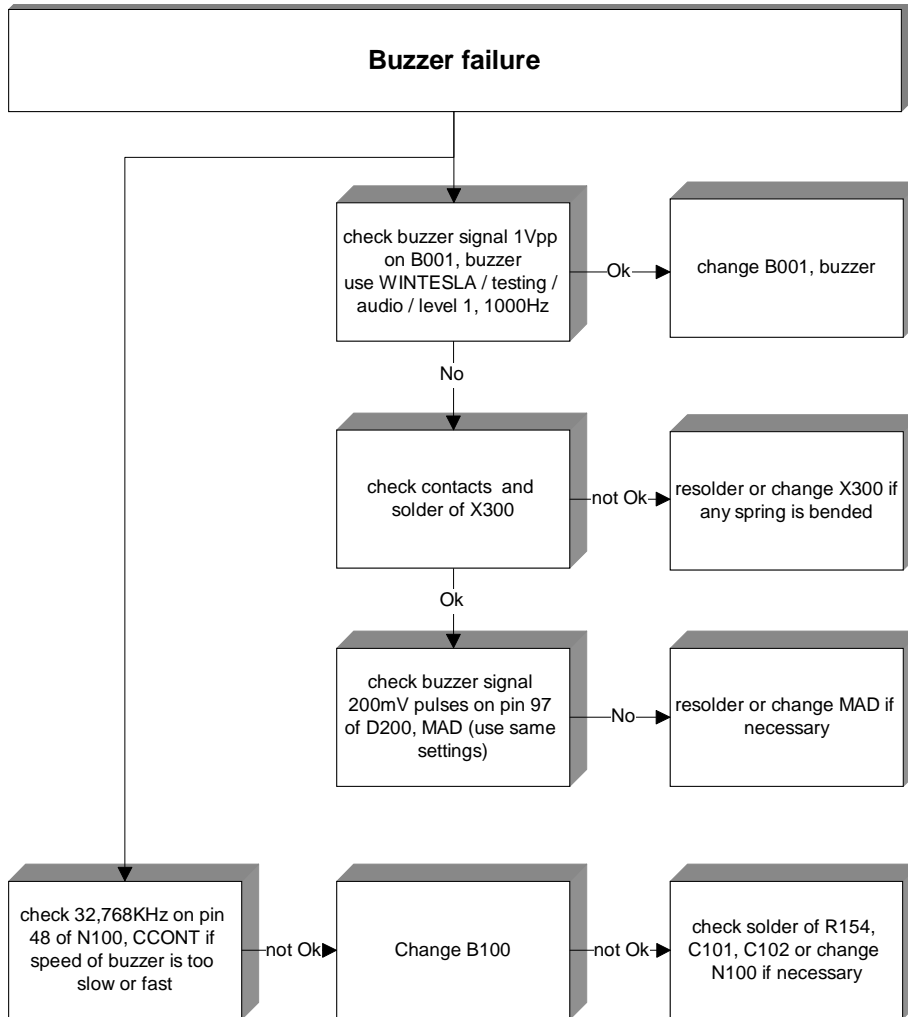 Buzzer failure
check buzzer signal 1Vpp
on B001, buzzer
use WINTESLA / testing /
audio / level 1, 1000Hz
Ok
change B001, buzzer
No
check contacts and
solder of X300
not Ok
resolder or change X300 if
any spring is bended
Ok
check buzzer signal
200mV pulses on pin 97
of D200, MAD (use same
settings)
No
resolder or change MAD if
necessary
check 32,768KHz on pin
48 of N100, CCONT if
speed of buzzer is too
slow or fast
not Ok
Change B100
not Ok
check solder of R154,
C101, C102 or change
N100 if necessary